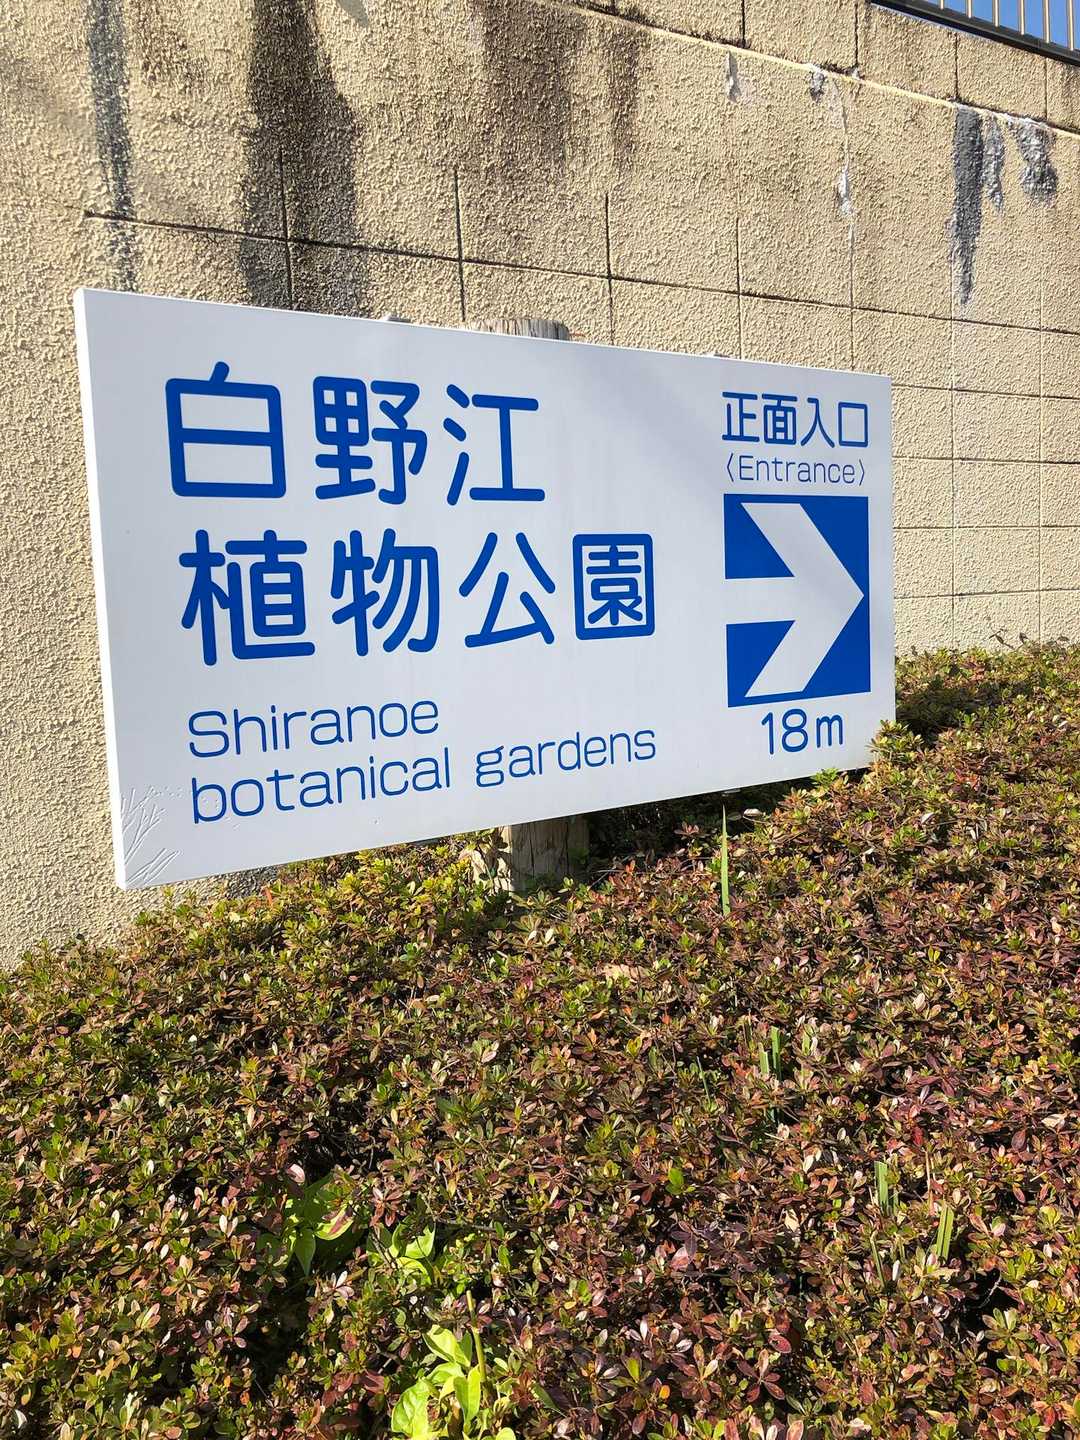 白野江
植物公園
Shiranoe
botanical gardens
正面入口
〈Entrance〉
18m